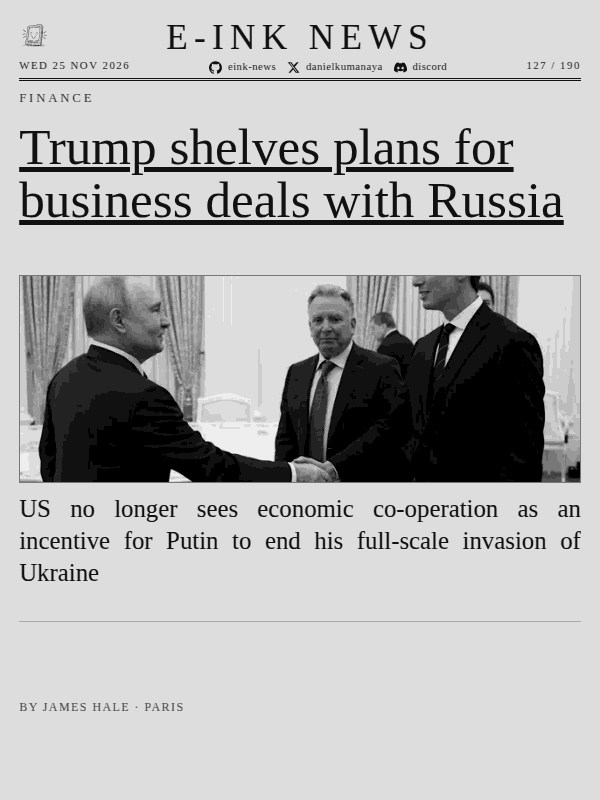 E-INK NEWS
WED 25 NOV 2026
eink-news
danielkumanaya
discord
127 / 190
FINANCE
Trump shelves plans for
business deals with Russia
US no longer sees economic co-operation as an
incentive for Putin to end his full-scale invasion of
Ukraine
BY JAMES HALE · PARIS